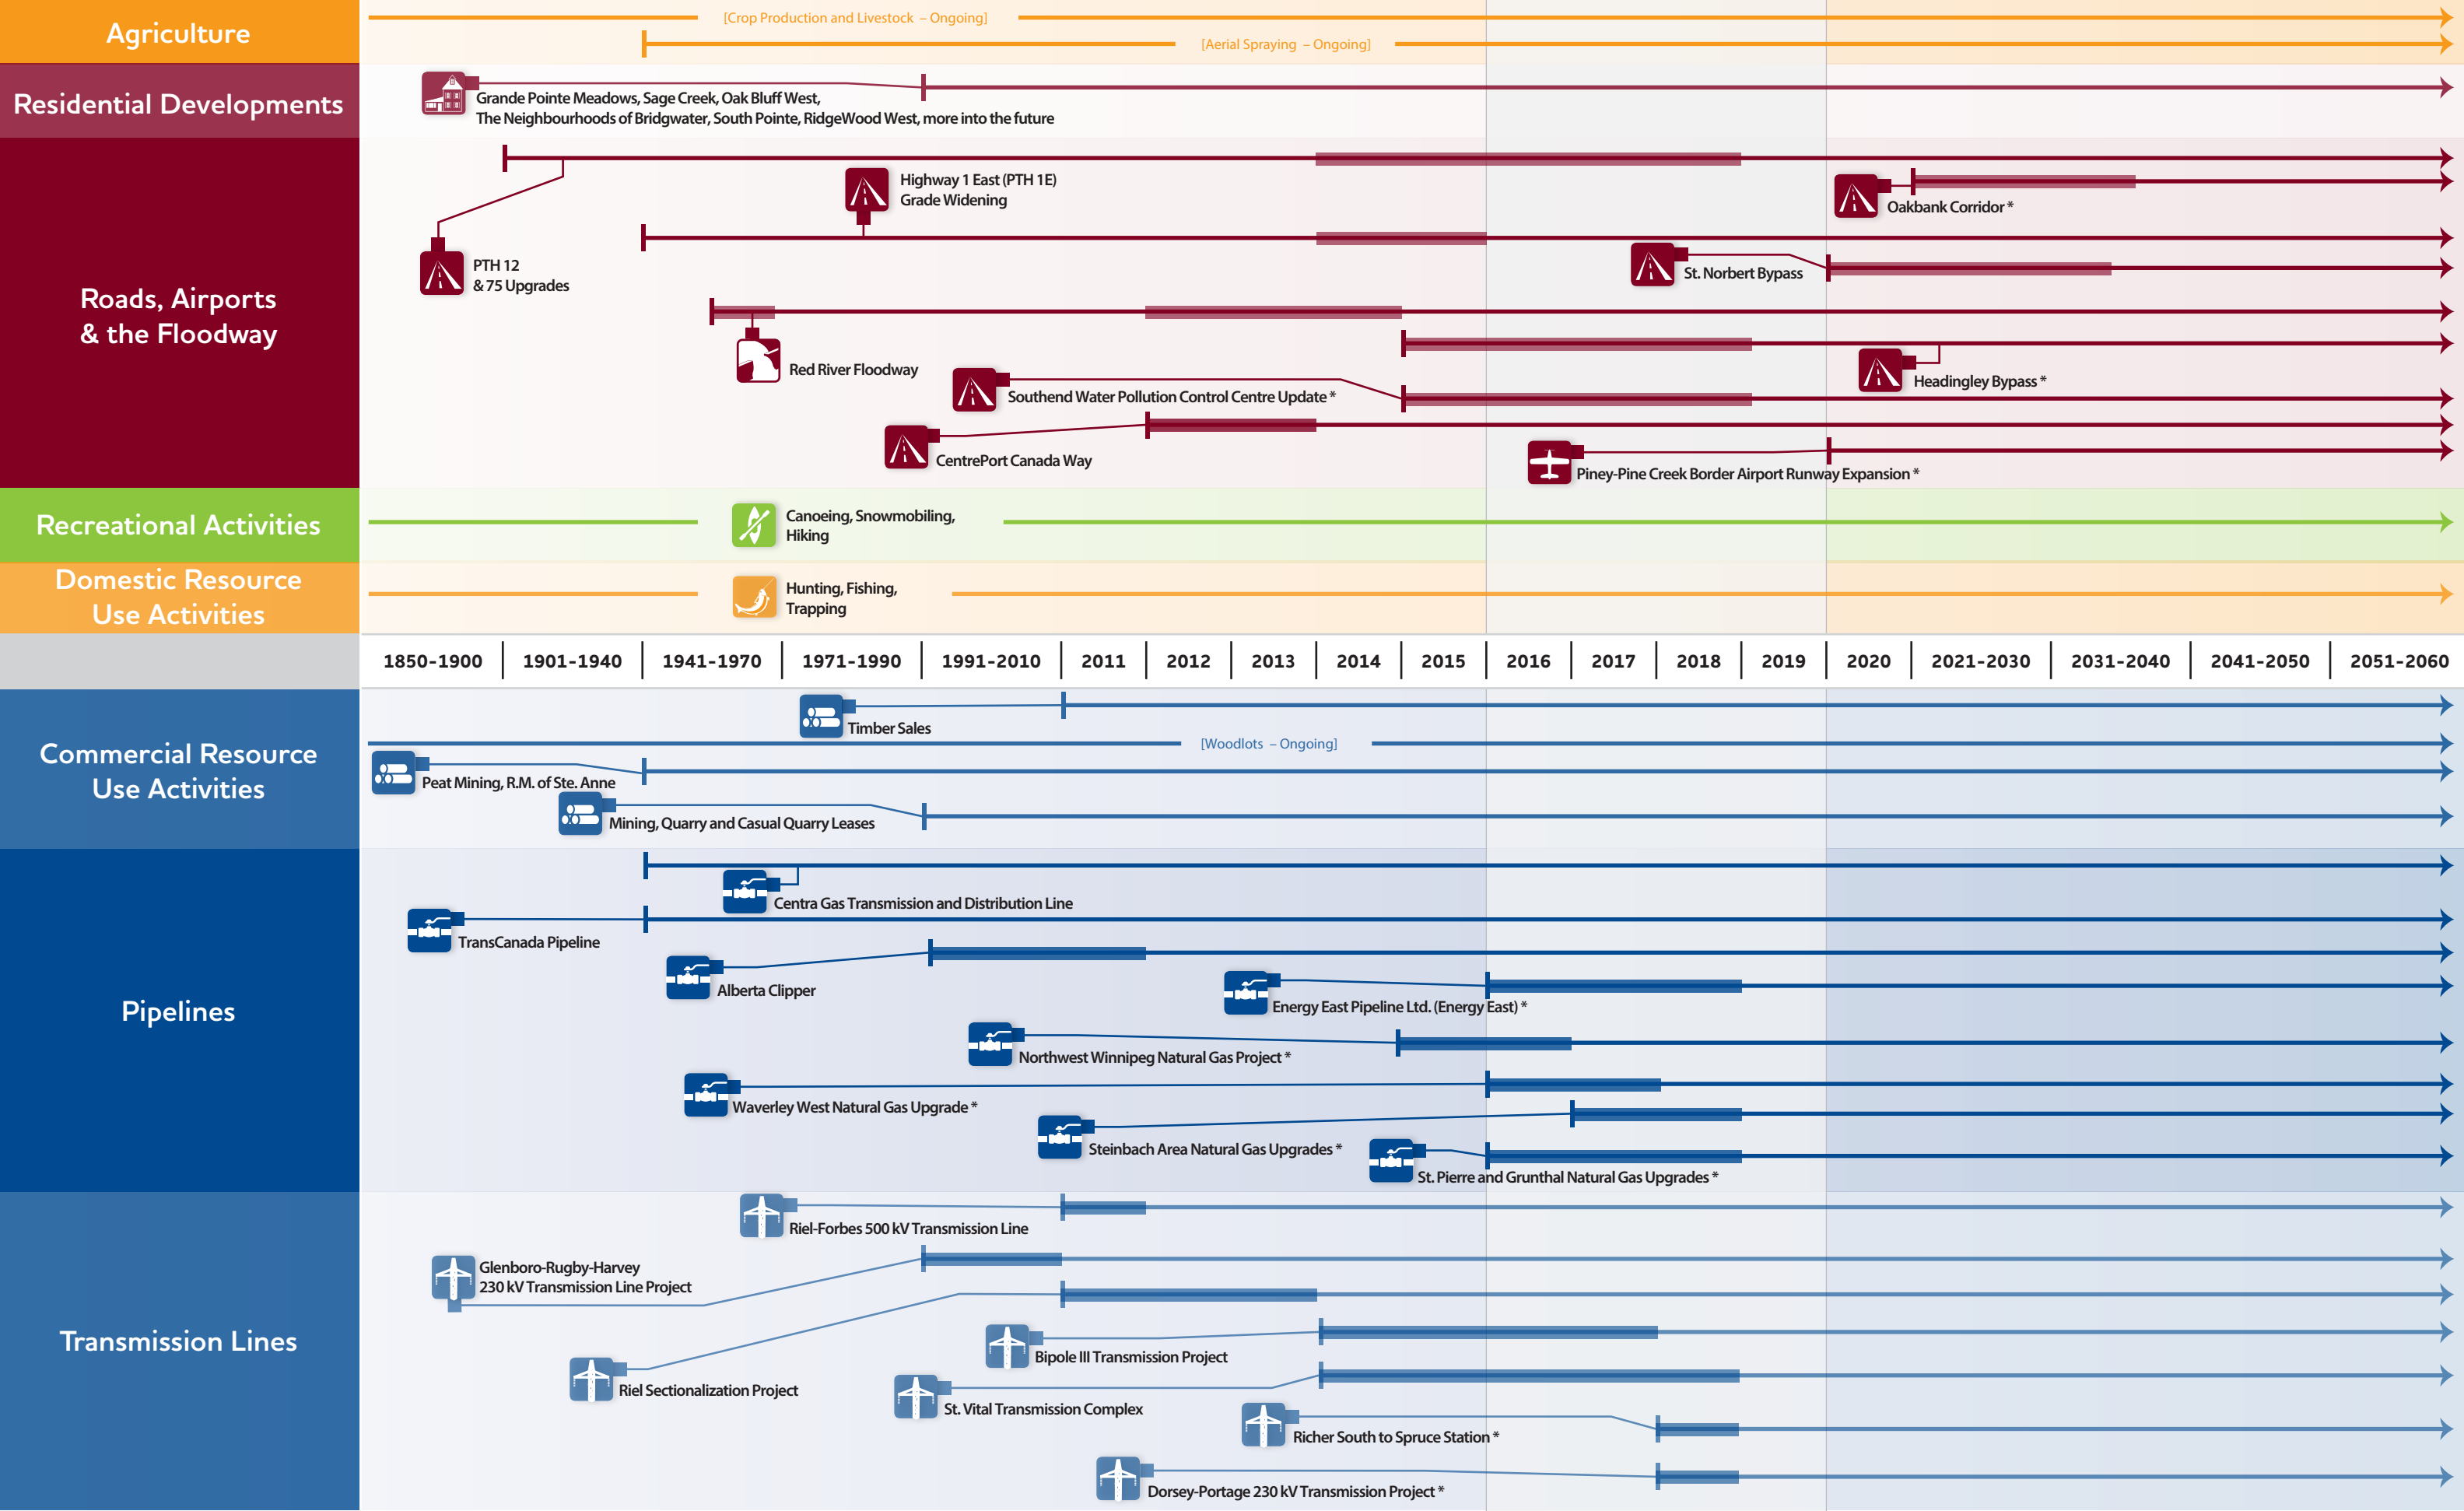 Agriculture
[Crop Production and Livestock – Ongoing]
[Aerial Spraying – Ongoing]
Residential Developments
Grande Pointe Meadows, Sage Creek, Oak Bluff West,
The Neighbourhoods of Bridgwater, South Pointe, RidgeWood West, more into the future
Roads, Airports
& the Floodway
Highway 1 East (PTH 1E)
Grade Widening
Oakbank Corridor *
PTH 12
& 75 Upgrades
St. Norbert Bypass
Red River Floodway
Headingley Bypass *
Southend Water Pollution Control Centre Update *
CentrePort Canada Way
Piney-Pine Creek Border Airport Runway Expansion *
Recreational Activities
Canoeing, Snowmobiling,
Hiking
Domestic Resource
Use Activities
Hunting, Fishing,
Trapping
1850-1900 1901-1940 1941-1970 1971-1990 1991-2010 2011 2012 2013 2014 2015 2016 2017 2018 2019 2020 2021-2030 2031-2040 2041-2050 2051-2060
Commercial Resource
Use Activities
Timber Sales
[Woodlots – Ongoing]
Peat Mining, R.M. of Ste. Anne
Mining, Quarry and Casual Quarry Leases
Pipelines
Centra Gas Transmission and Distribution Line
TransCanada Pipeline
Alberta Clipper
Energy East Pipeline Ltd. (Energy East) *
Northwest Winnipeg Natural Gas Project *
Waverley West Natural Gas Upgrade *
Steinbach Area Natural Gas Upgrades *
St. Pierre and Grunthal Natural Gas Upgrades *
Transmission Lines
Riel-Forbes 500 kV Transmission Line
Glenboro-Rugby-Harvey
230 kV Transmission Line Project
Bipole III Transmission Project
Riel Sectionalization Project
St. Vital Transmission Complex
Richer South to Spruce Station *
Dorsey-Portage 230 kV Transmission Project *